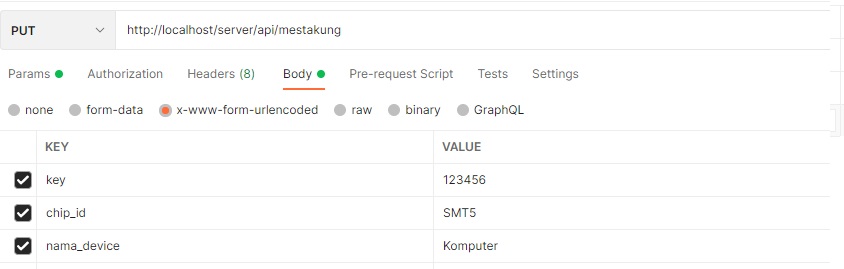 PUT http://localhost/server/api/mestakung
Params Authorization Headers (8) Body Pre-request Script Tests Settings
none form-data x-www-form-urlencoded raw binary GraphQL
KEY VALUE
key 123456
chip_id SMT5
nama_device Komputer